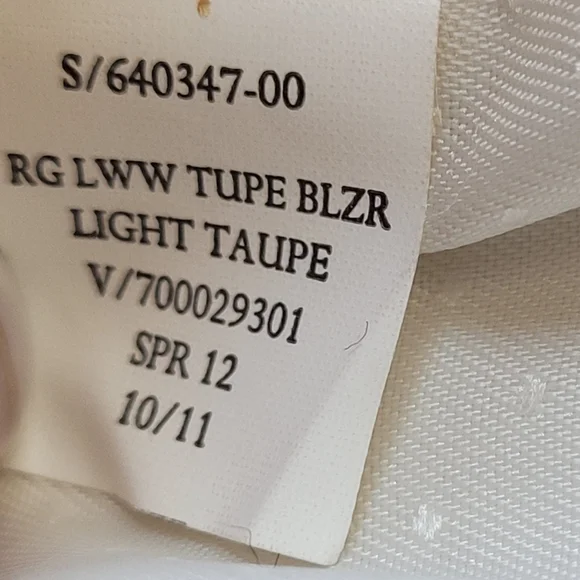 S/640347-00
RG LWW TUPE BLZR
LIGHT TAUPE
V/700029301
SPR 12
10/11